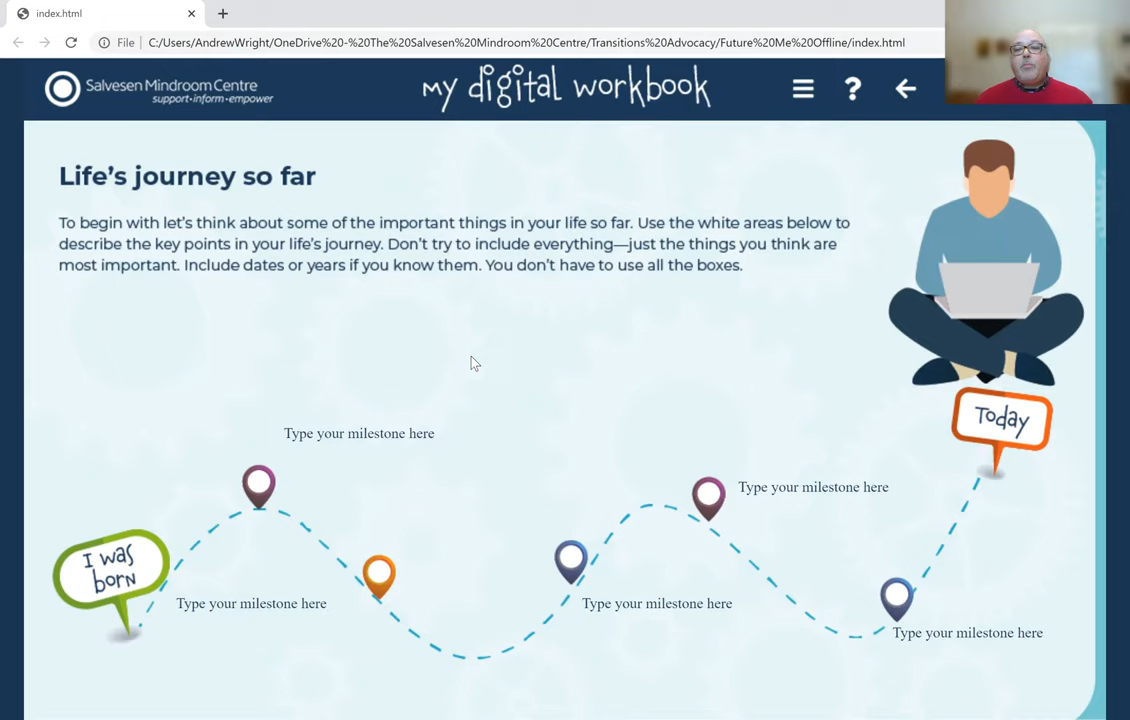 index.html
File
C:/Users/AndrewWright/OneDrive%20-%20The%20Salvesen%20Mindroom%20Centre/Transitions%20Advocacy/Future%20Me%20Offline/index.html
Salvesen Mindroom Centre
support•inform•empower
my digital workbook
?
Life's journey so far
To begin with let's think about some of the important things in your life so far. Use the white areas below to
describe the key points in your life's journey. Don't try to include everything—just the things you think are
most important. Include dates or years if you know them. You don't have to use all the boxes.
Today
Type your milestone here
Type your milestone here
I was
born
Type your milestone here
Type your milestone here
Type your milestone here